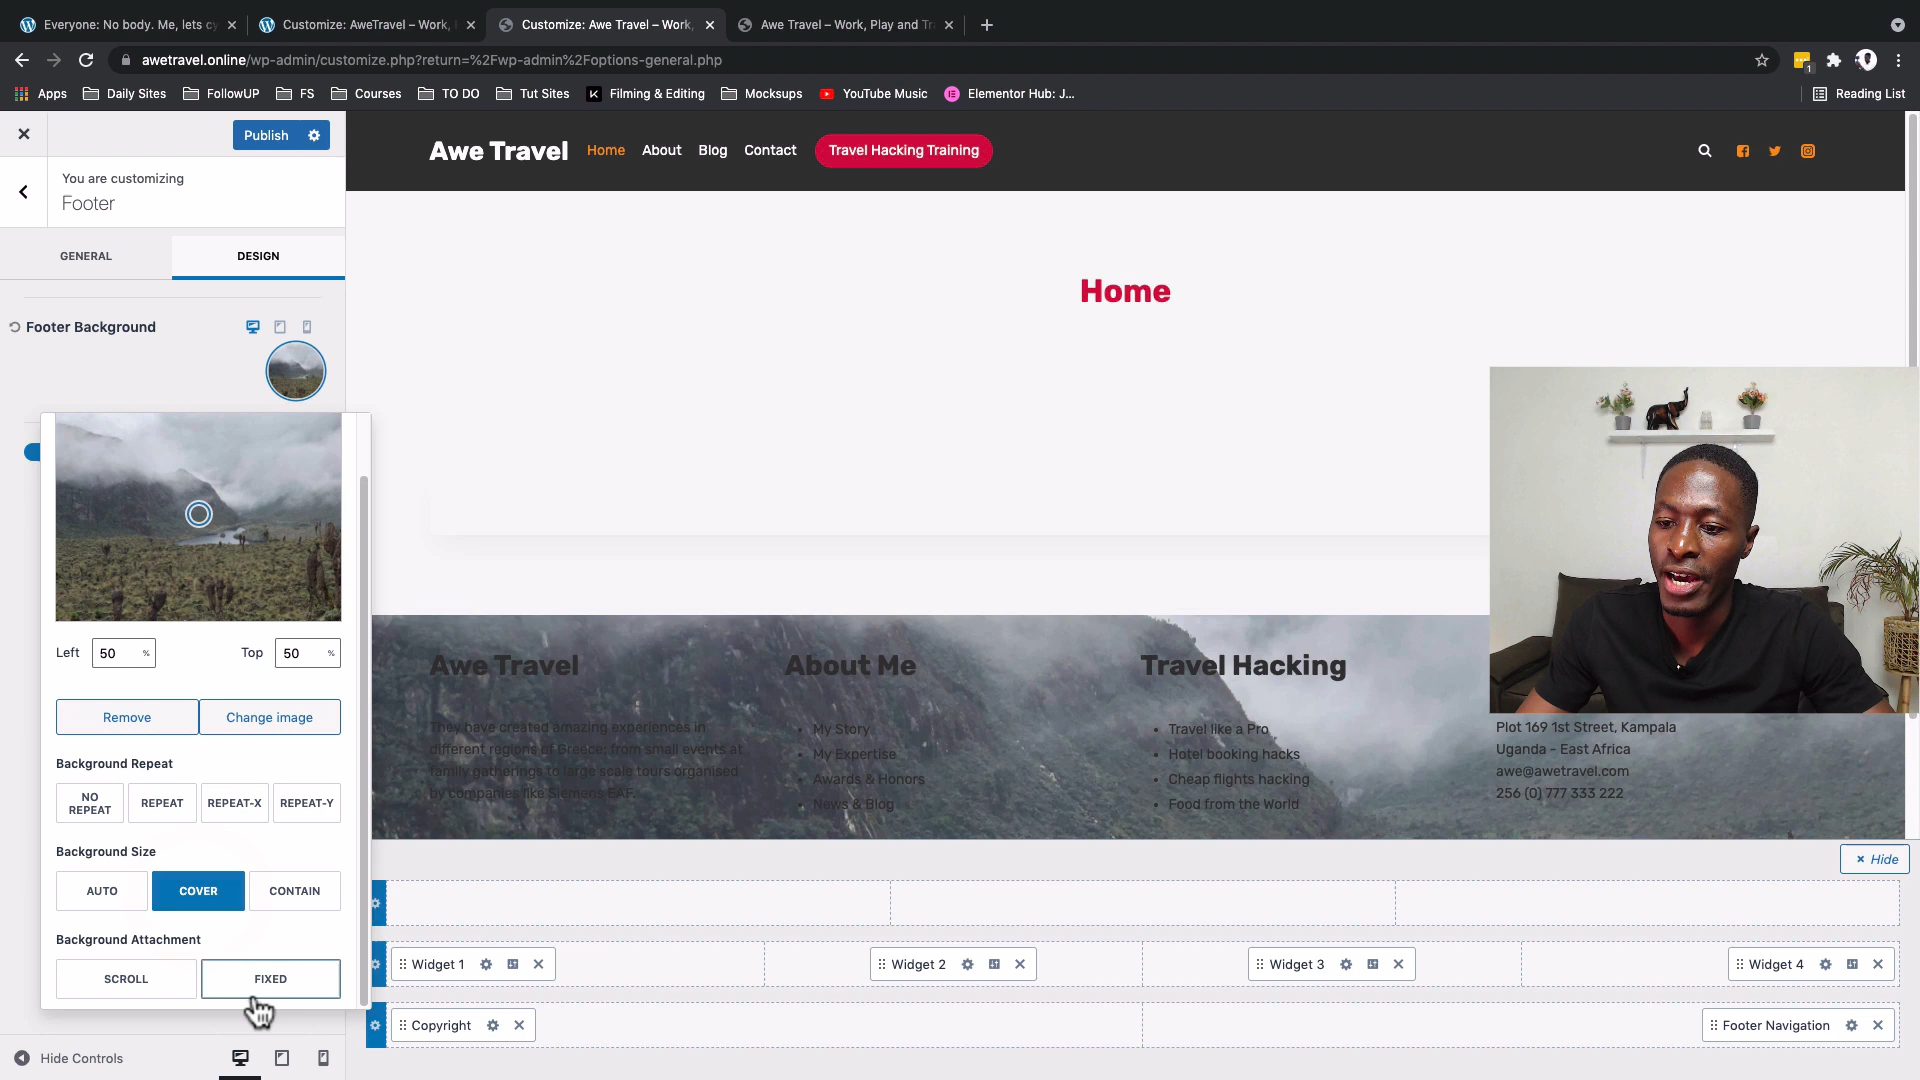 Everyone: No body. Me, lets cy
Customize: AweTravel – Work,
Customize: Awe Travel – Work,
Awe Travel – Work, Play and Tr
awetravel.online/wp-admin/customize.php?return=%2Fwp-admin%2Foptions-general.php
1
Apps
Daily Sites
FollowUP
FS
Courses
TO DO
Tut Sites
Filming & Editing
Mocksups
YouTube Music
Elementor Hub: J...
Reading List
Publish
You are customizing
Footer
GENERAL
DESIGN
Footer Background
Left
50
%
Top
50
%
Remove
Change image
Background Repeat
NO REPEAT
REPEAT
REPEAT-X
REPEAT-Y
Background Size
AUTO
COVER
CONTAIN
Background Attachment
SCROLL
FIXED
Hide Controls
Awe Travel
Home
About
Blog
Contact
Travel Hacking Training
Home
Awe Travel
They have created amazing experiences in
different regions of Greece; from small events at
family gatherings to large scale tours organised
by companies like Siemens EAF.
About Me
My Story
My Expertise
Awards & Honors
News & Blog
Travel Hacking
Travel like a Pro
Hotel booking hacks
Cheap flights hacking
Food from the World
Plot 169 1st Street, Kampala
Uganda - East Africa
awe@awetravel.com
256 (0) 777 333 222
× Hide
Widget 1
Widget 2
Widget 3
Widget 4
Copyright
Footer Navigation